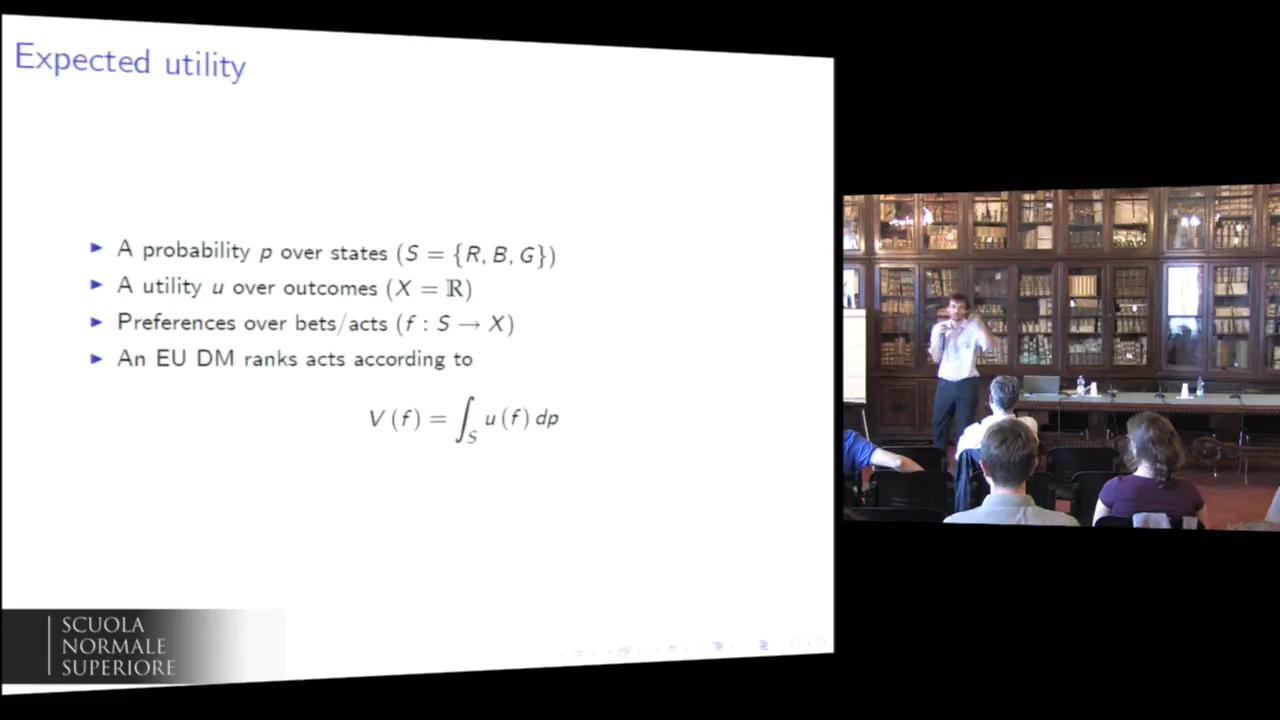 Expected utility
▶ A probability p over states (S = {R, B, G})
▶ A utility u over outcomes (X = ℝ)
▶ Preferences over bets/acts (f : S → X)
▶ An EU DM ranks acts according to
V (f) = ∫_S u (f) dp
SCUOLA
NORMALE
SUPERIORE